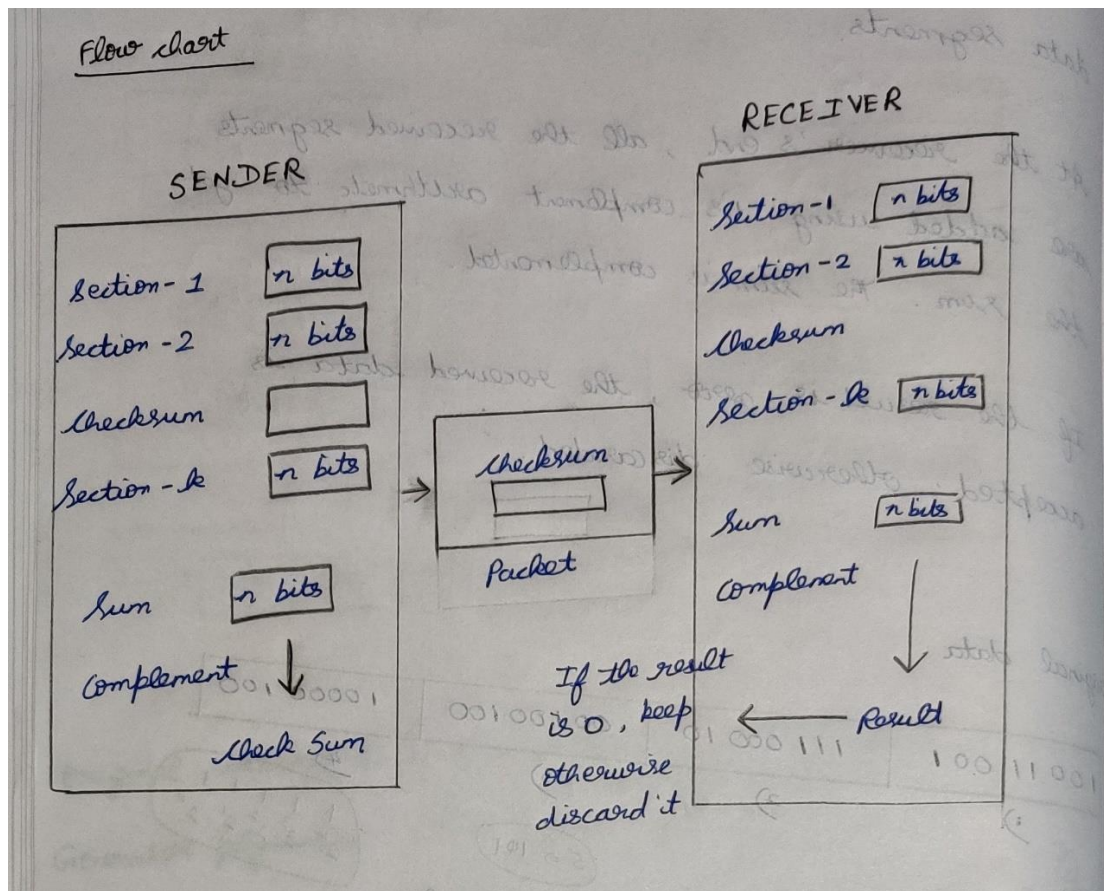 Flow chart
SENDER
Section-1 n bits
Section-2 n bits
Checksum
Section-k n bits
Sum n bits
Complement
Check Sum
Checksum
Packet
RECEIVER
Section-1 n bits
Section-2 n bits
Checksum
Section-k n bits
Sum n bits
Complement
Result
If the result
is 0, keep
otherwise
discard it